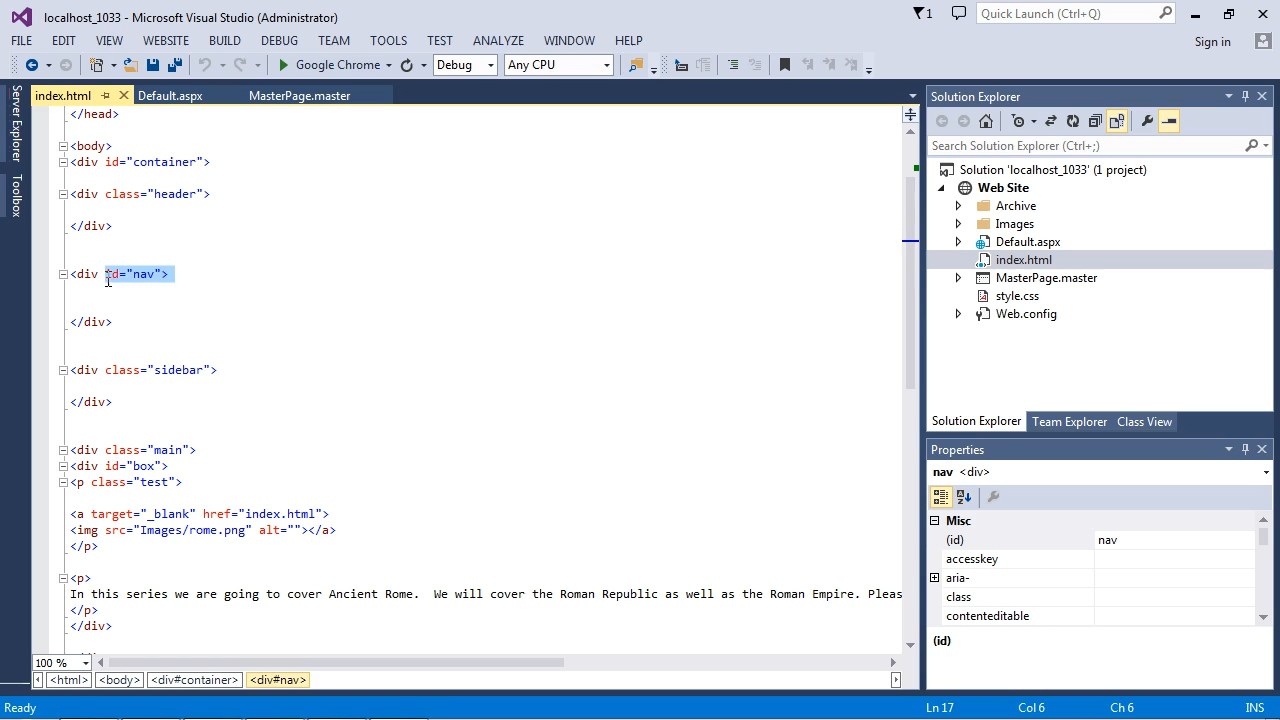 localhost_1033 - Microsoft Visual Studio (Administrator)
1
Quick Launch (Ctrl+Q)
FILE EDIT VIEW WEBSITE BUILD DEBUG TEAM TOOLS TEST ANALYZE WINDOW HELP
Sign in
Google Chrome
Debug
Any CPU
Server Explorer
Toolbox
index.html
Default.aspx
MasterPage.master
</head>
<body>
<div id="container">
<div class="header">
</div>
<div id="nav">
</div>
<div class="sidebar">
</div>
<div class="main">
<div id="box">
<p class="test">
<a target="_blank" href="index.html">
<img src="Images/rome.png" alt=""></a>
</p>
<p>
In this series we are going to cover Ancient Rome.  We will cover the Roman Republic as well as the Roman Empire. Pleas
</p>
</div>
100 %
<html> <body> <div#container> <div#nav>
Solution Explorer
Search Solution Explorer (Ctrl+;)
Solution 'localhost_1033' (1 project)
Web Site
Archive
Images
Default.aspx
index.html
MasterPage.master
style.css
Web.config
Solution Explorer Team Explorer Class View
Properties
nav <div>
Misc
(id) nav
accesskey
aria-
class
contenteditable
(id)
Ready
Ln 17
Col 6
Ch 6
INS